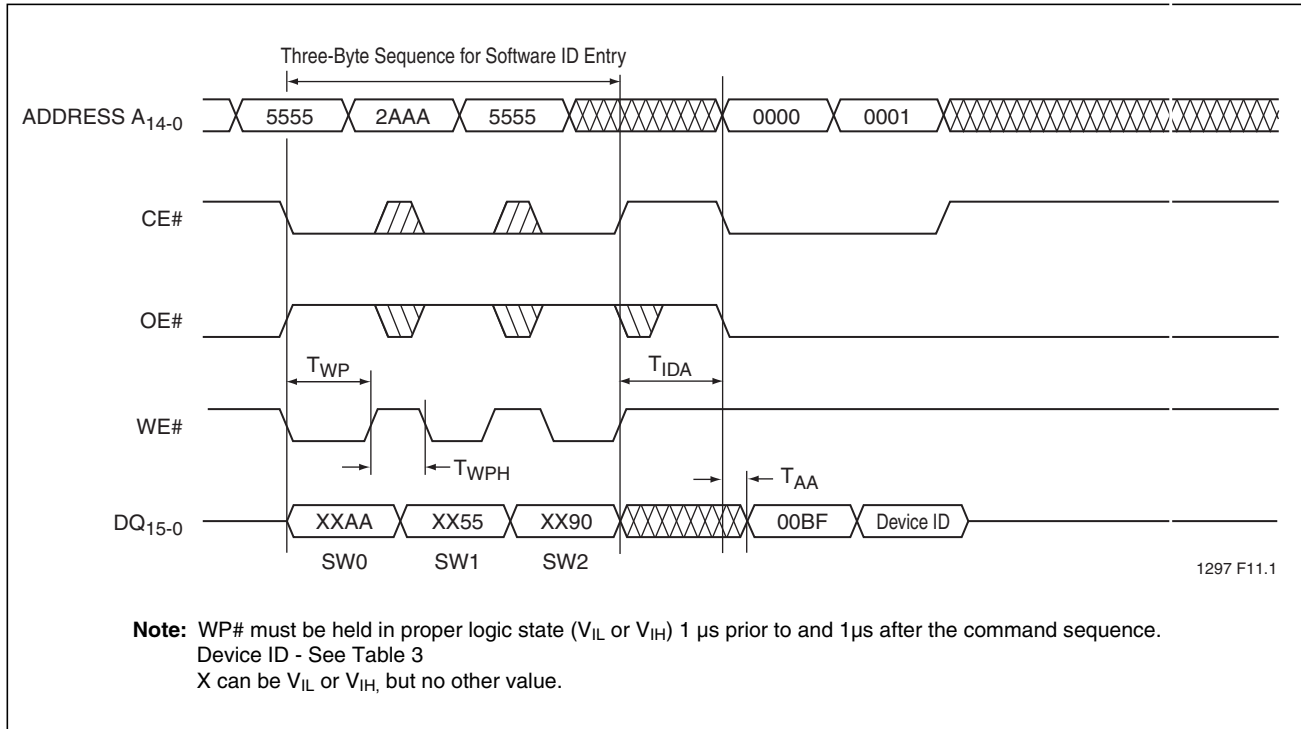 Three-Byte Sequence for Software ID Entry
ADDRESS A14-0 5555 2AAA 5555 0000 0001
CE#
OE#
TWP TIDA
WE#
TWPH TAA
DQ15-0 XXAA XX55 XX90 00BF Device ID
SW0 SW1 SW2
1297 F11.1
Note: WP# must be held in proper logic state (VIL or VIH) 1 µs prior to and 1µs after the command sequence.
Device ID - See Table 3
X can be VIL or VIH, but no other value.